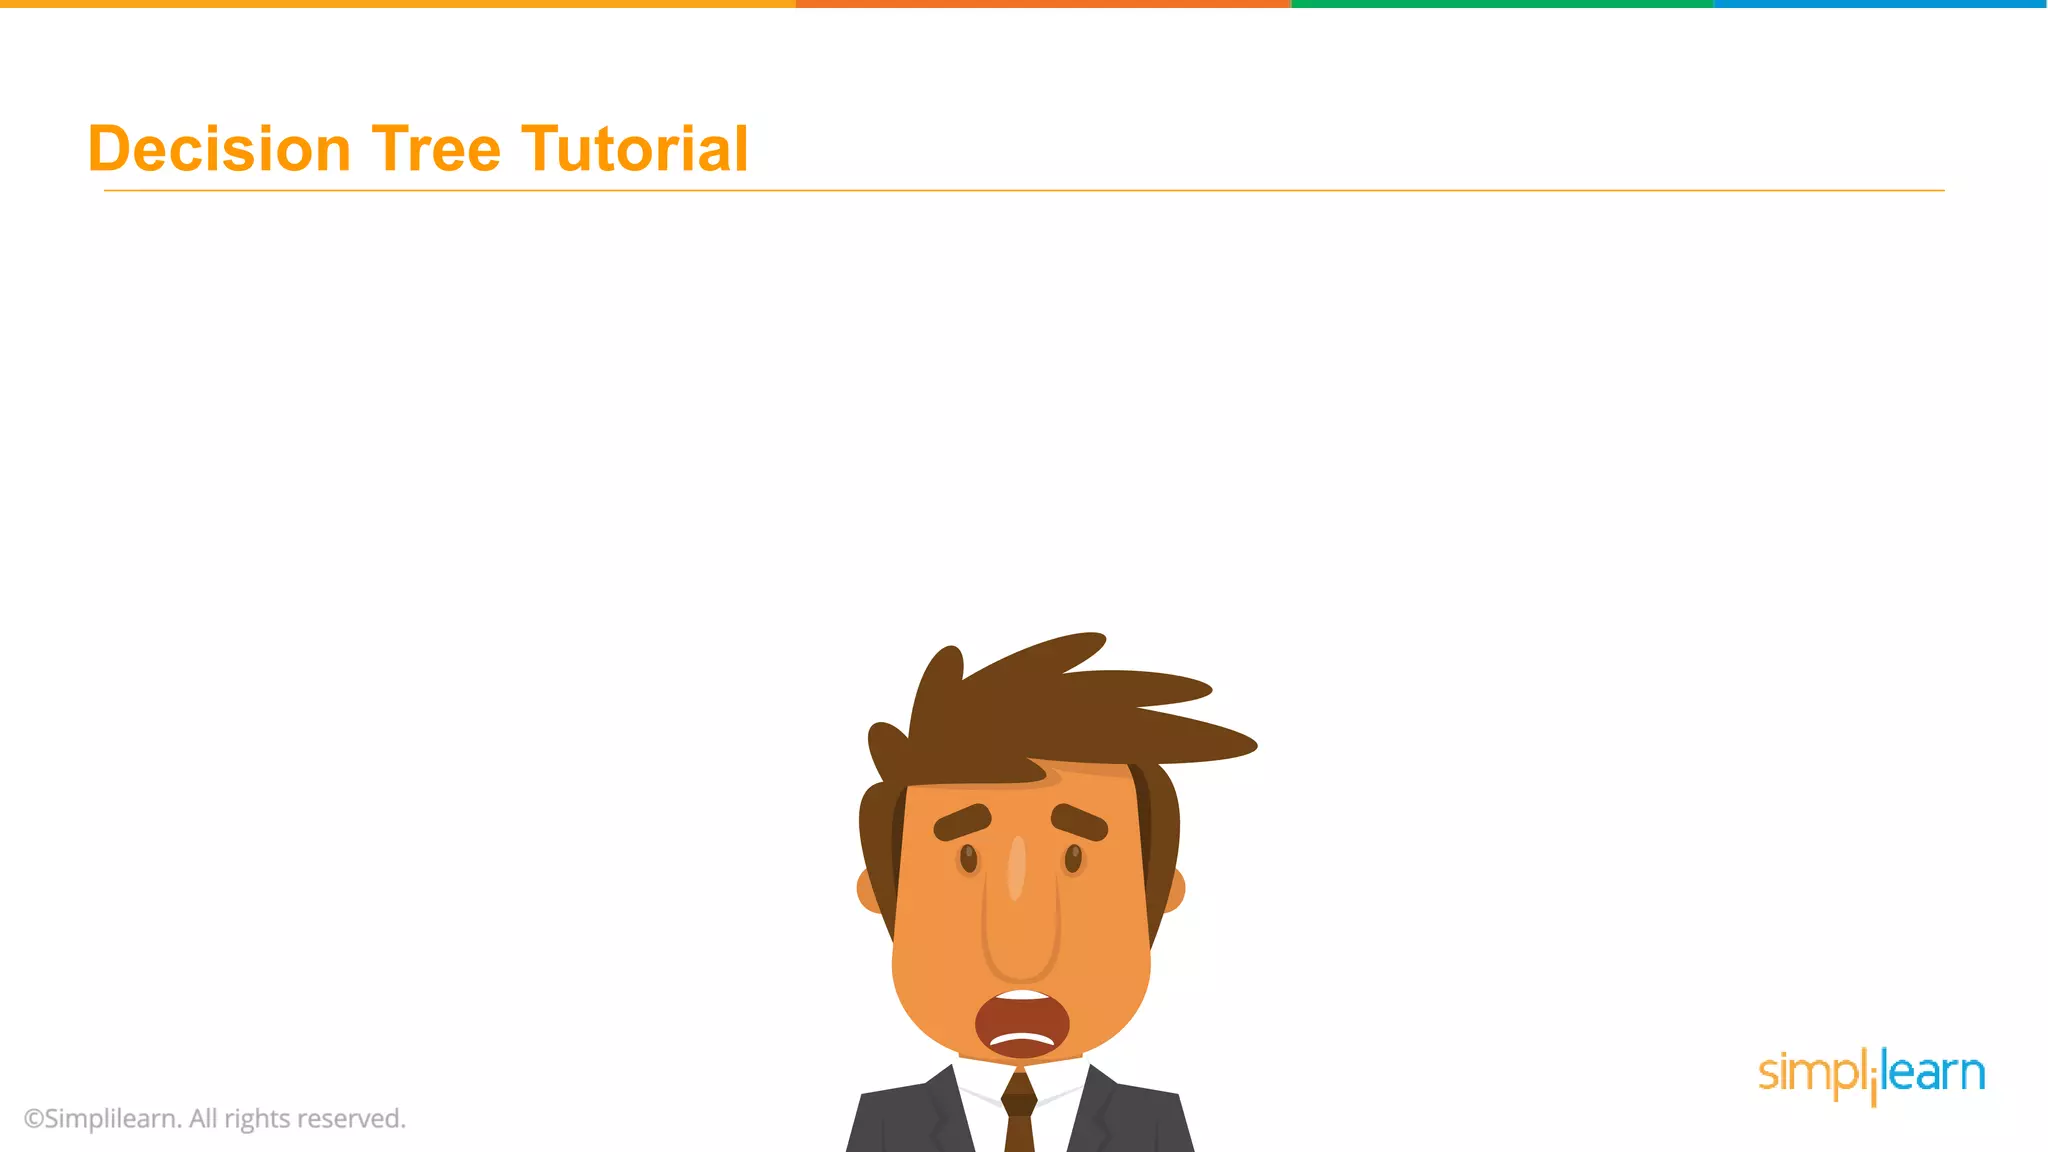 Decision Tree Tutorial
simplilearn
©Simplilearn. All rights reserved.